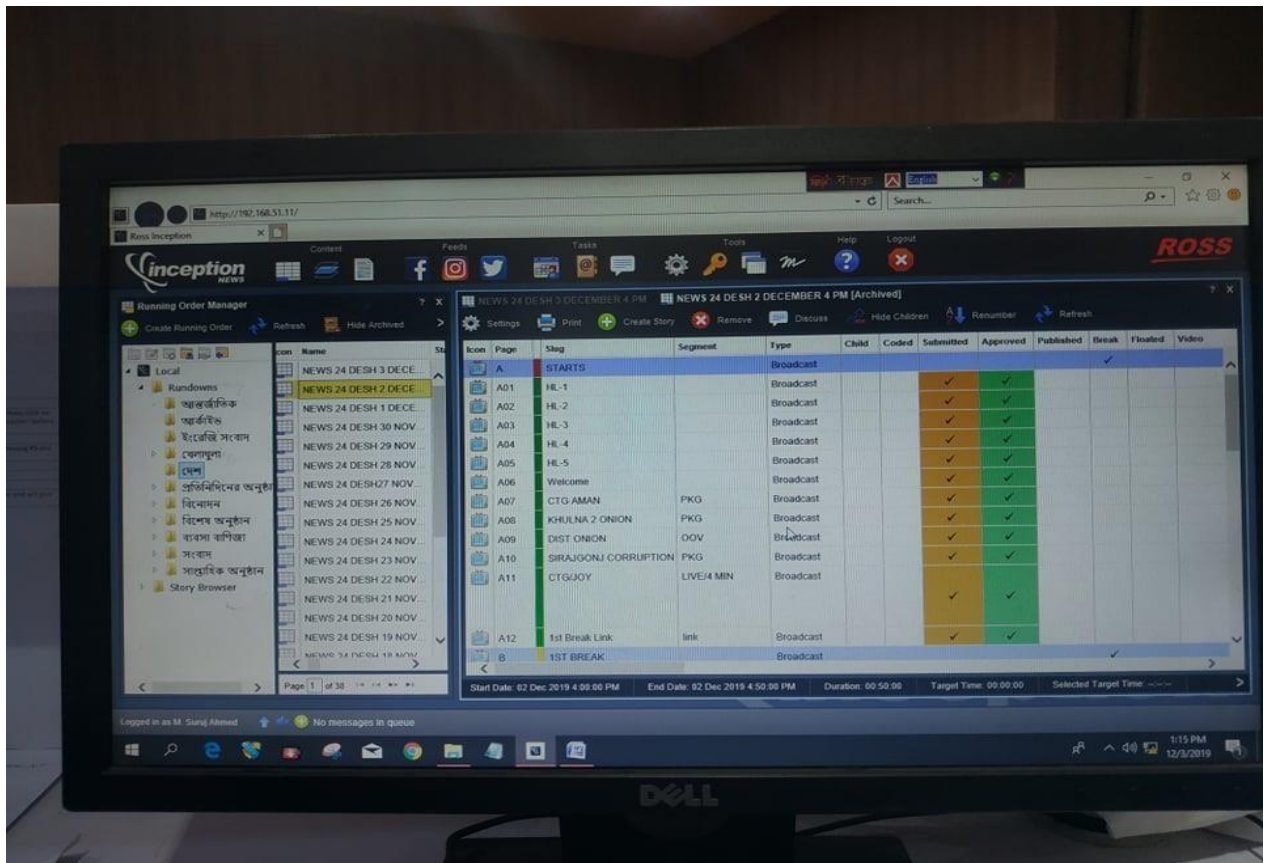 English
http://192.168.51.11/
Search...
Ross Inception
Content Feeds Tasks Tools Help Logout
inception NEWS
ROSS
Running Order Manager
Create Running Order Refresh Hide Archived
NEWS 24 DESH 3 DECEMBER 4 PM NEWS 24 DESH 2 DECEMBER 4 PM [Archived]
Settings Print Create Story Remove Discuss Hide Children Renumber Refresh
Local
Rundowns
আন্তর্জাতিক
আর্কাইভ
ইংরেজি সংবাদ
খেলাধুলা
দেশ
প্রতিনিধিদের
বিনোদন
বিশেষ অনুষ্ঠান
ব্যবসা বাণিজ্য
সংবাদ
সাপ্তাহিক অনুষ্ঠান
Story Browser
Icon Name
NEWS 24 DESH 3 DECE...
NEWS 24 DESH 2 DECE...
NEWS 24 DESH 1 DECE...
NEWS 24 DESH 30 NOV...
NEWS 24 DESH 29 NOV...
NEWS 24 DESH 28 NOV...
NEWS 24 DESH27 NOV...
NEWS 24 DESH 26 NOV...
NEWS 24 DESH 25 NOV...
NEWS 24 DESH 24 NOV...
NEWS 24 DESH 23 NOV...
NEWS 24 DESH 22 NOV...
NEWS 24 DESH 21 NOV...
NEWS 24 DESH 20 NOV...
NEWS 24 DESH 19 NOV...
NEWS 24 DESH 18 NOV
Page 1 of 38
Icon Page Slug Segment Type Child Coded Submitted Approved Published Break Floated Video
A STARTS Broadcast ✓
A01 HL-1 Broadcast ✓ ✓
A02 HL-2 Broadcast ✓ ✓
A03 HL-3 Broadcast ✓ ✓
A04 HL-4 Broadcast ✓ ✓
A05 HL-5 Broadcast ✓ ✓
A06 Welcome Broadcast ✓ ✓
A07 CTG AMAN PKG Broadcast ✓ ✓
A08 KHULNA 2 ONION PKG Broadcast ✓ ✓
A09 DIST ONION OOV Broadcast ✓ ✓
A10 SIRAJGONJ CORRUPTION PKG Broadcast ✓ ✓
A11 CTG/JOY LIVE/4 MIN Broadcast ✓ ✓
A12 1st Break Link link Broadcast ✓ ✓
B 1ST BREAK Broadcast ✓
Start Date: 02 Dec 2019 4:00:00 PM End Date: 02 Dec 2019 4:50:00 PM Duration: 00:50:00 Target Time: 00:00:00 Selected Target Time: --:--:--
Logged in as M. Suruj Ahmed No messages in queue
1:15 PM
12/3/2019
DELL